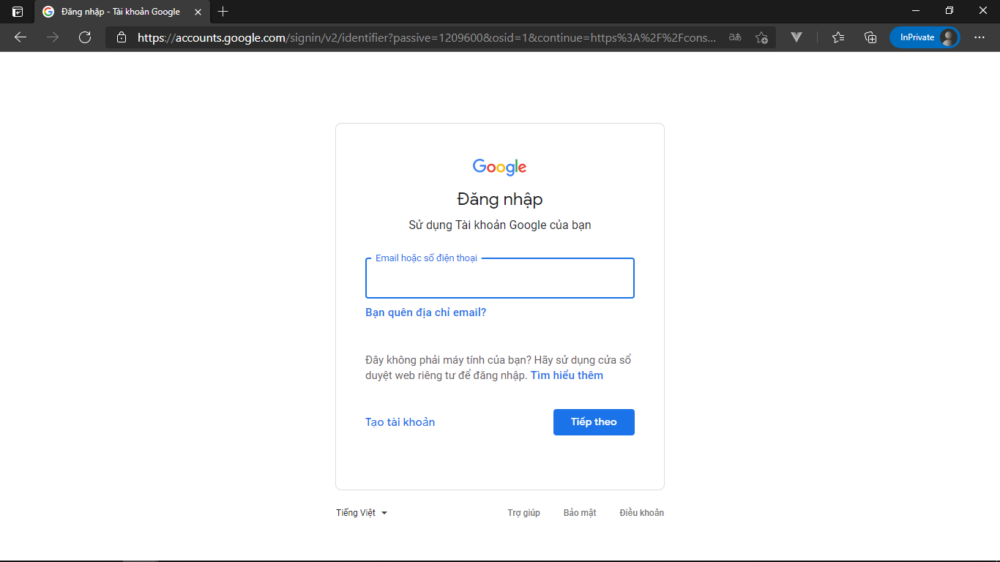 Đăng nhập - Tài khoản Google
https://accounts.google.com/signin/v2/identifier?passive=1209600&osid=1&continue=https%3A%2F%2Fcons...
aあ
InPrivate
Google
Đăng nhập
Sử dụng Tài khoản Google của bạn
Email hoặc số điện thoại
Bạn quên địa chỉ email?
Đây không phải máy tính của bạn? Hãy sử dụng cửa sổ
duyệt web riêng tư để đăng nhập. Tìm hiểu thêm
Tạo tài khoản
Tiếp theo
Tiếng Việt
Trợ giúp
Bảo mật
Điều khoản